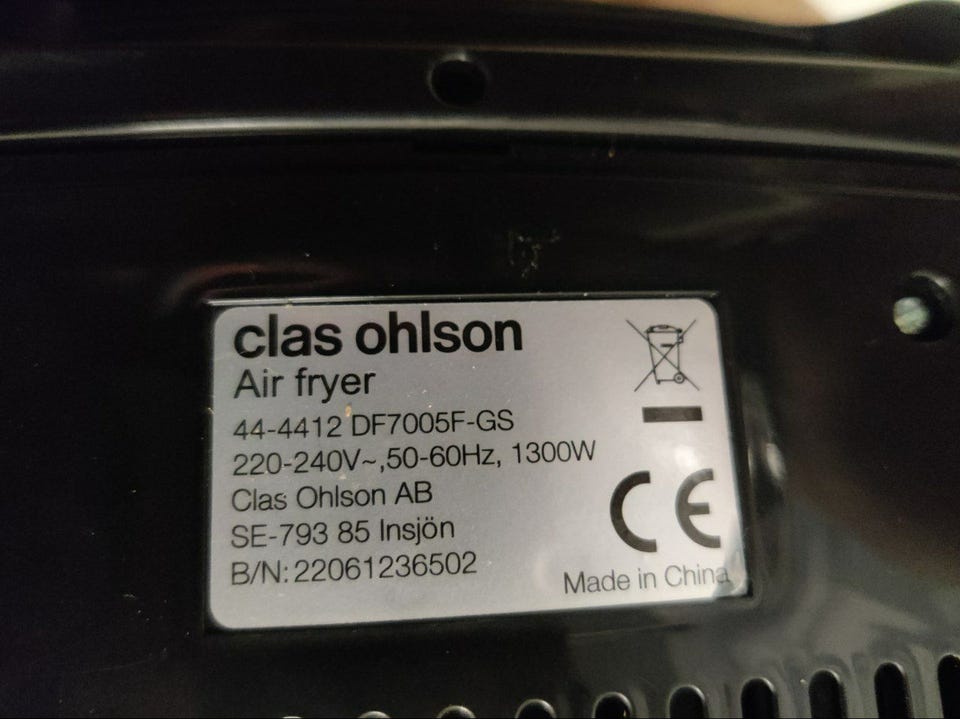 clas ohlson
Air fryer
44-4412 DF7005F-GS
220-240V~,50-60Hz, 1300W
Clas Ohlson AB
SE-793 85 Insjön
B/N: 22061236502
CE
Made in China